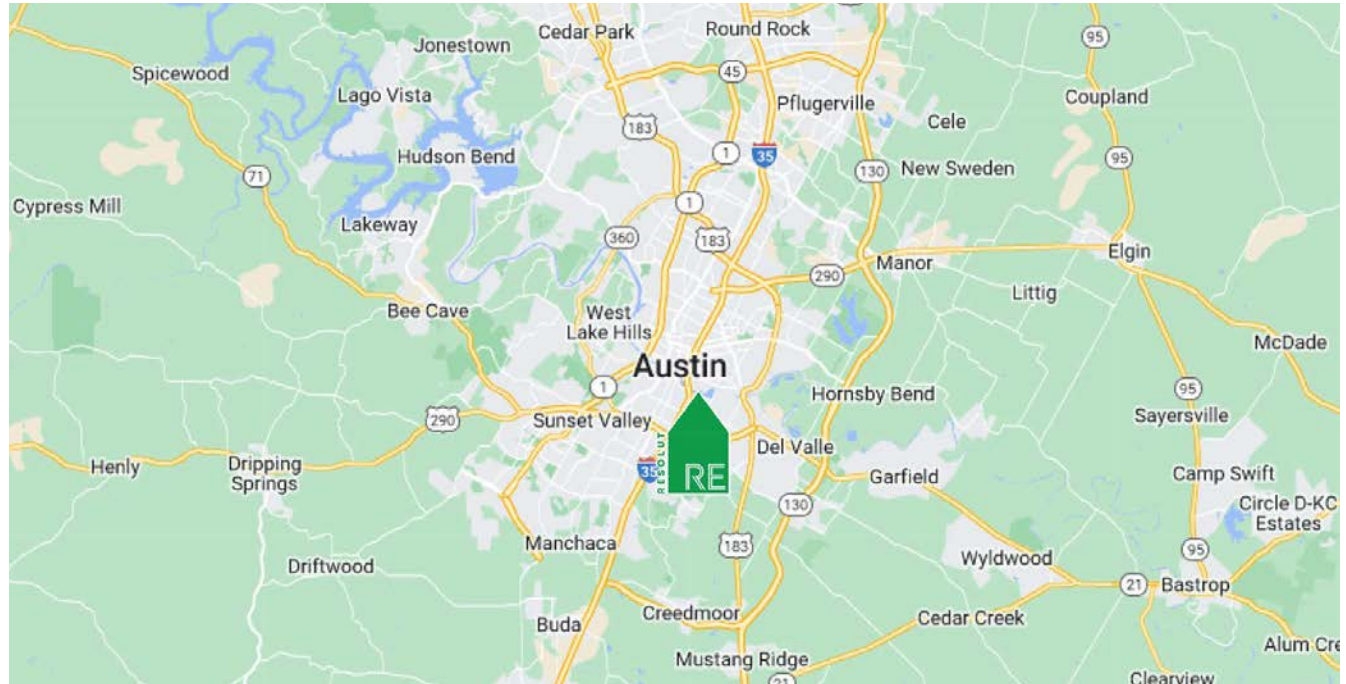 Cedar Park
Round Rock
95
Jonestown
Spicewood
45
Lago Vista
Pflugerville
Coupland
183
Cele
Hudson Bend
1
35
95
71
130
New Sweden
Cypress Mill
1
Lakeway
360
183
Elgin
Manor
290
Littig
Bee Cave
West
Lake Hills
McDade
Austin
1
95
Hornsby Bend
290
Sunset Valley
Sayersville
Del Valle
Henly
Dripping
Springs
35
RESOLUT
RE
Garfield
Camp Swift
130
Circle D-KC
Estates
Manchaca
183
95
Driftwood
Wyldwood
21
Bastrop
Creedmoor
Cedar Creek
Buda
Alum Cre
Mustang Ridge
21
Clearview